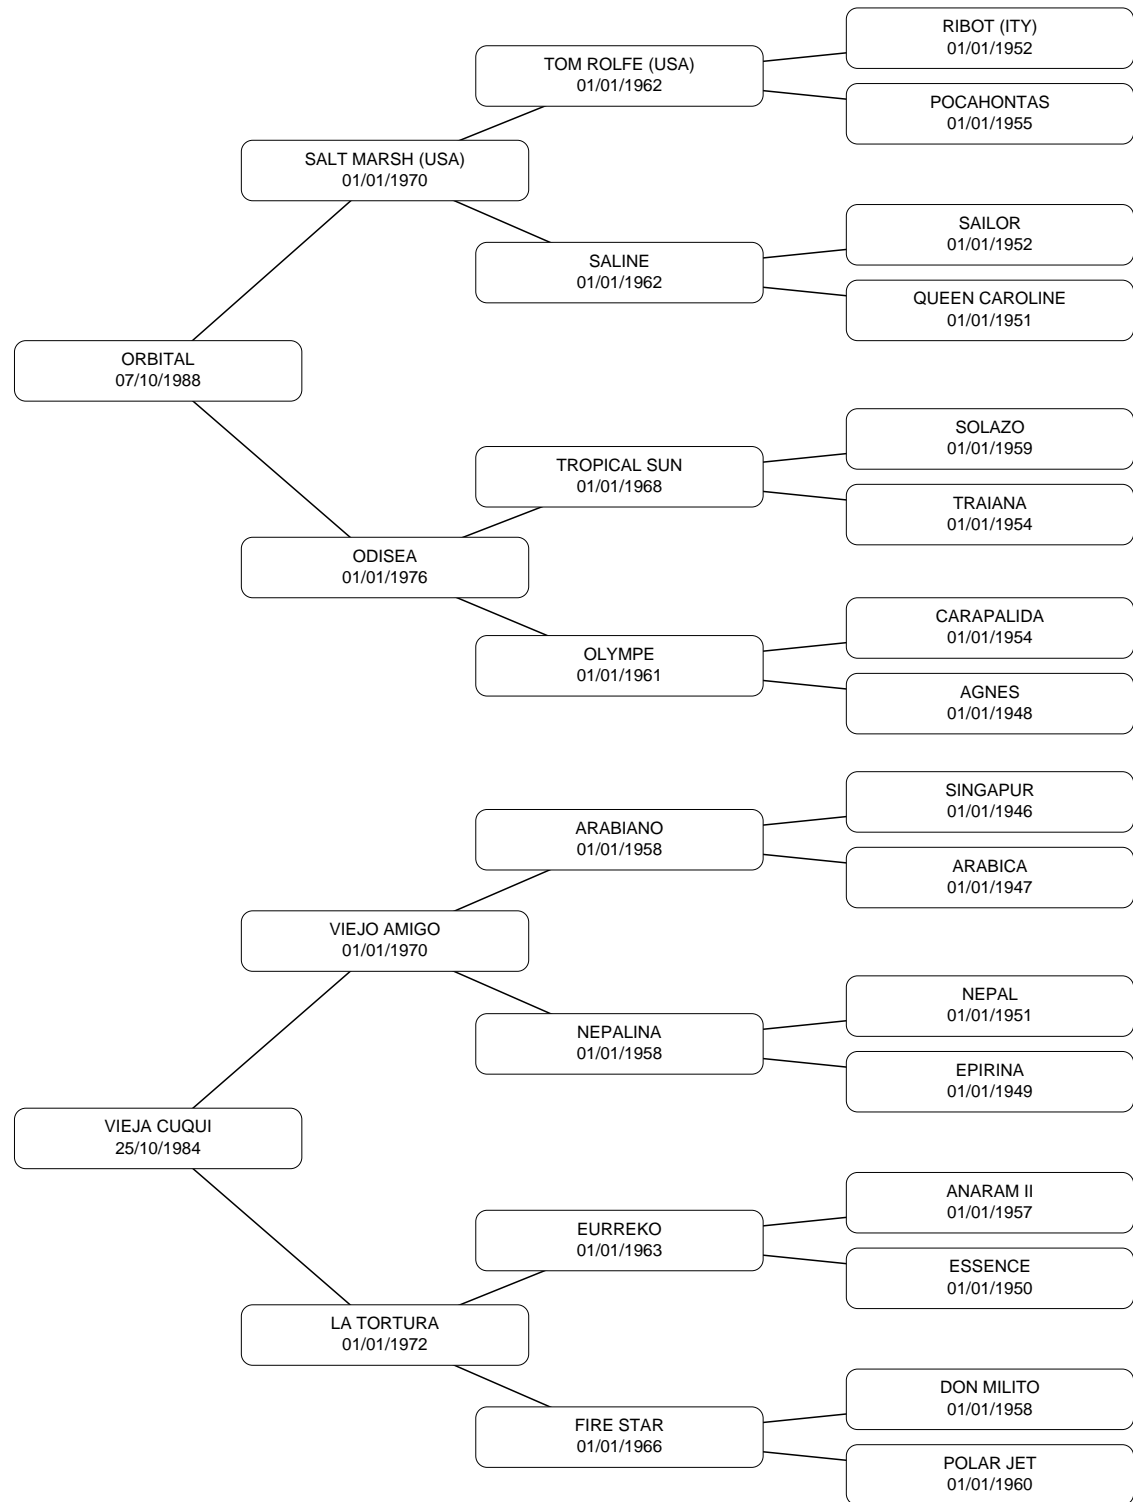 RIBOT (ITY)
01/01/1952
TOM ROLFE (USA)
01/01/1962
POCAHONTAS
01/01/1955
SALT MARSH (USA)
01/01/1970
SAILOR
01/01/1952
SALINE
01/01/1962
QUEEN CAROLINE
01/01/1951
ORBITAL
07/10/1988
SOLAZO
01/01/1959
TROPICAL SUN
01/01/1968
TRAIANA
01/01/1954
ODISEA
01/01/1976
CARAPALIDA
01/01/1954
OLYMPE
01/01/1961
AGNES
01/01/1948
SINGAPUR
01/01/1946
ARABIANO
01/01/1958
ARABICA
01/01/1947
VIEJO AMIGO
01/01/1970
NEPAL
01/01/1951
NEPALINA
01/01/1958
EPIRINA
01/01/1949
VIEJA CUQUI
25/10/1984
ANARAM II
01/01/1957
EURREKO
01/01/1963
ESSENCE
01/01/1950
LA TORTURA
01/01/1972
DON MILITO
01/01/1958
FIRE STAR
01/01/1966
POLAR JET
01/01/1960